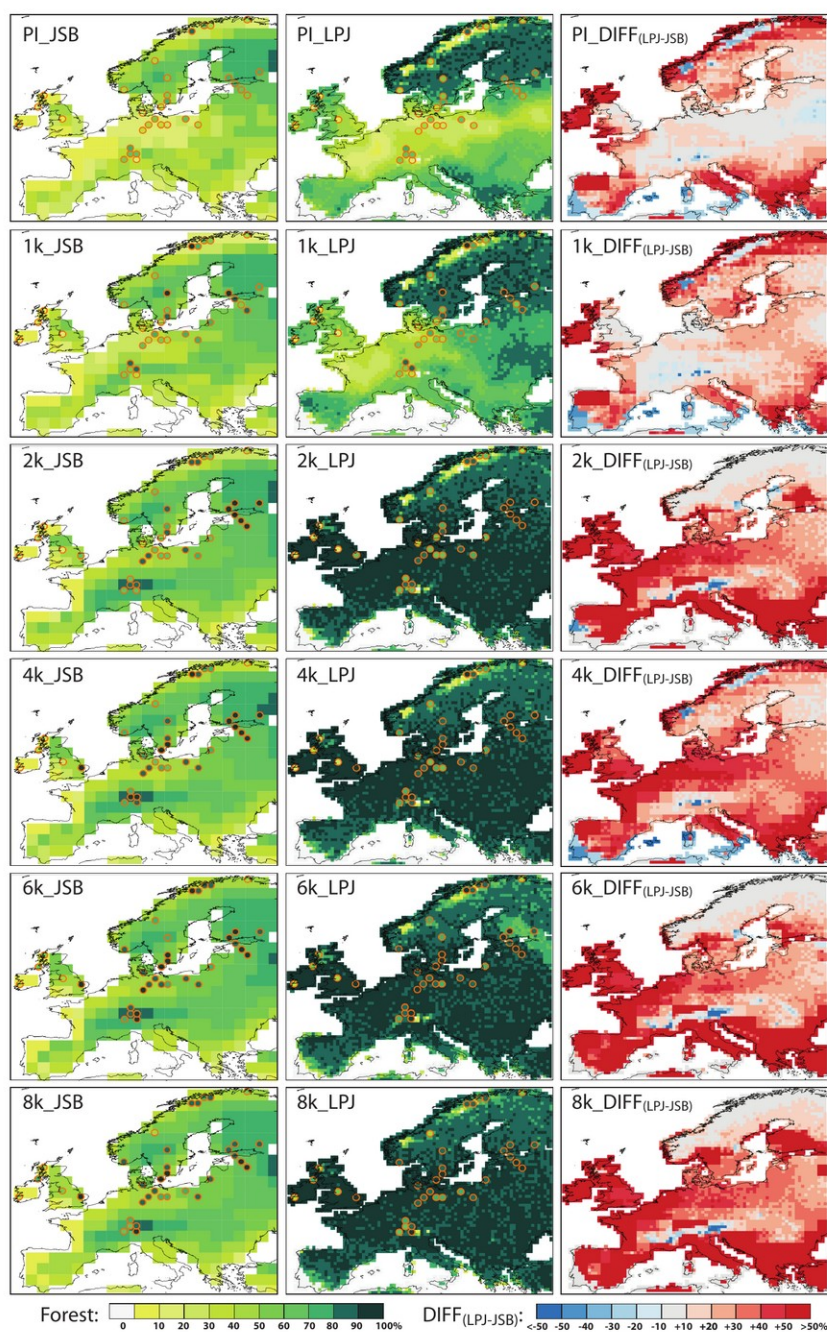 PI_JSB
PI_LPJ
PI_DIFF(LPJ-JSB)
1k_JSB
1k_LPJ
1k_DIFF(LPJ-JSB)
2k_JSB
2k_LPJ
2k_DIFF(LPJ-JSB)
4k_JSB
4k_LPJ
4k_DIFF(LPJ-JSB)
6k_JSB
6k_LPJ
6k_DIFF(LPJ-JSB)
8k_JSB
8k_LPJ
8k_DIFF(LPJ-JSB)
Forest:
0 10 20 30 40 50 60 70 80 90 100%
DIFF(LPJ-JSB):
<-50 -50 -40 -30 -20 -10 +10 +20 +30 +40 +50 >50%